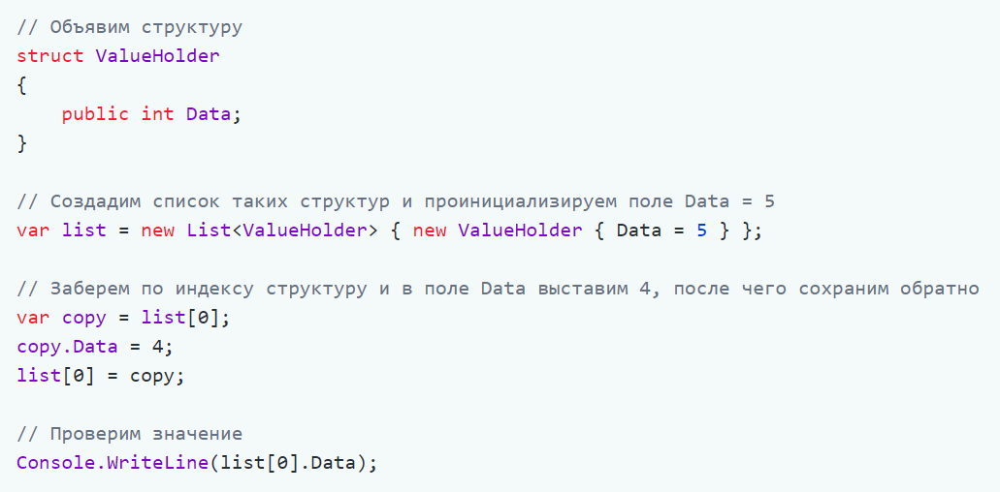 // Объявим структуру
struct ValueHolder
{
    public int Data;
}

// Создадим список таких структур и проинициализируем поле Data = 5
var list = new List<ValueHolder> { new ValueHolder { Data = 5 } };

// Заберем по индексу структуру и в поле Data выставим 4, после чего сохраним обратно
var copy = list[0];
copy.Data = 4;
list[0] = copy;

// Проверим значение
Console.WriteLine(list[0].Data);